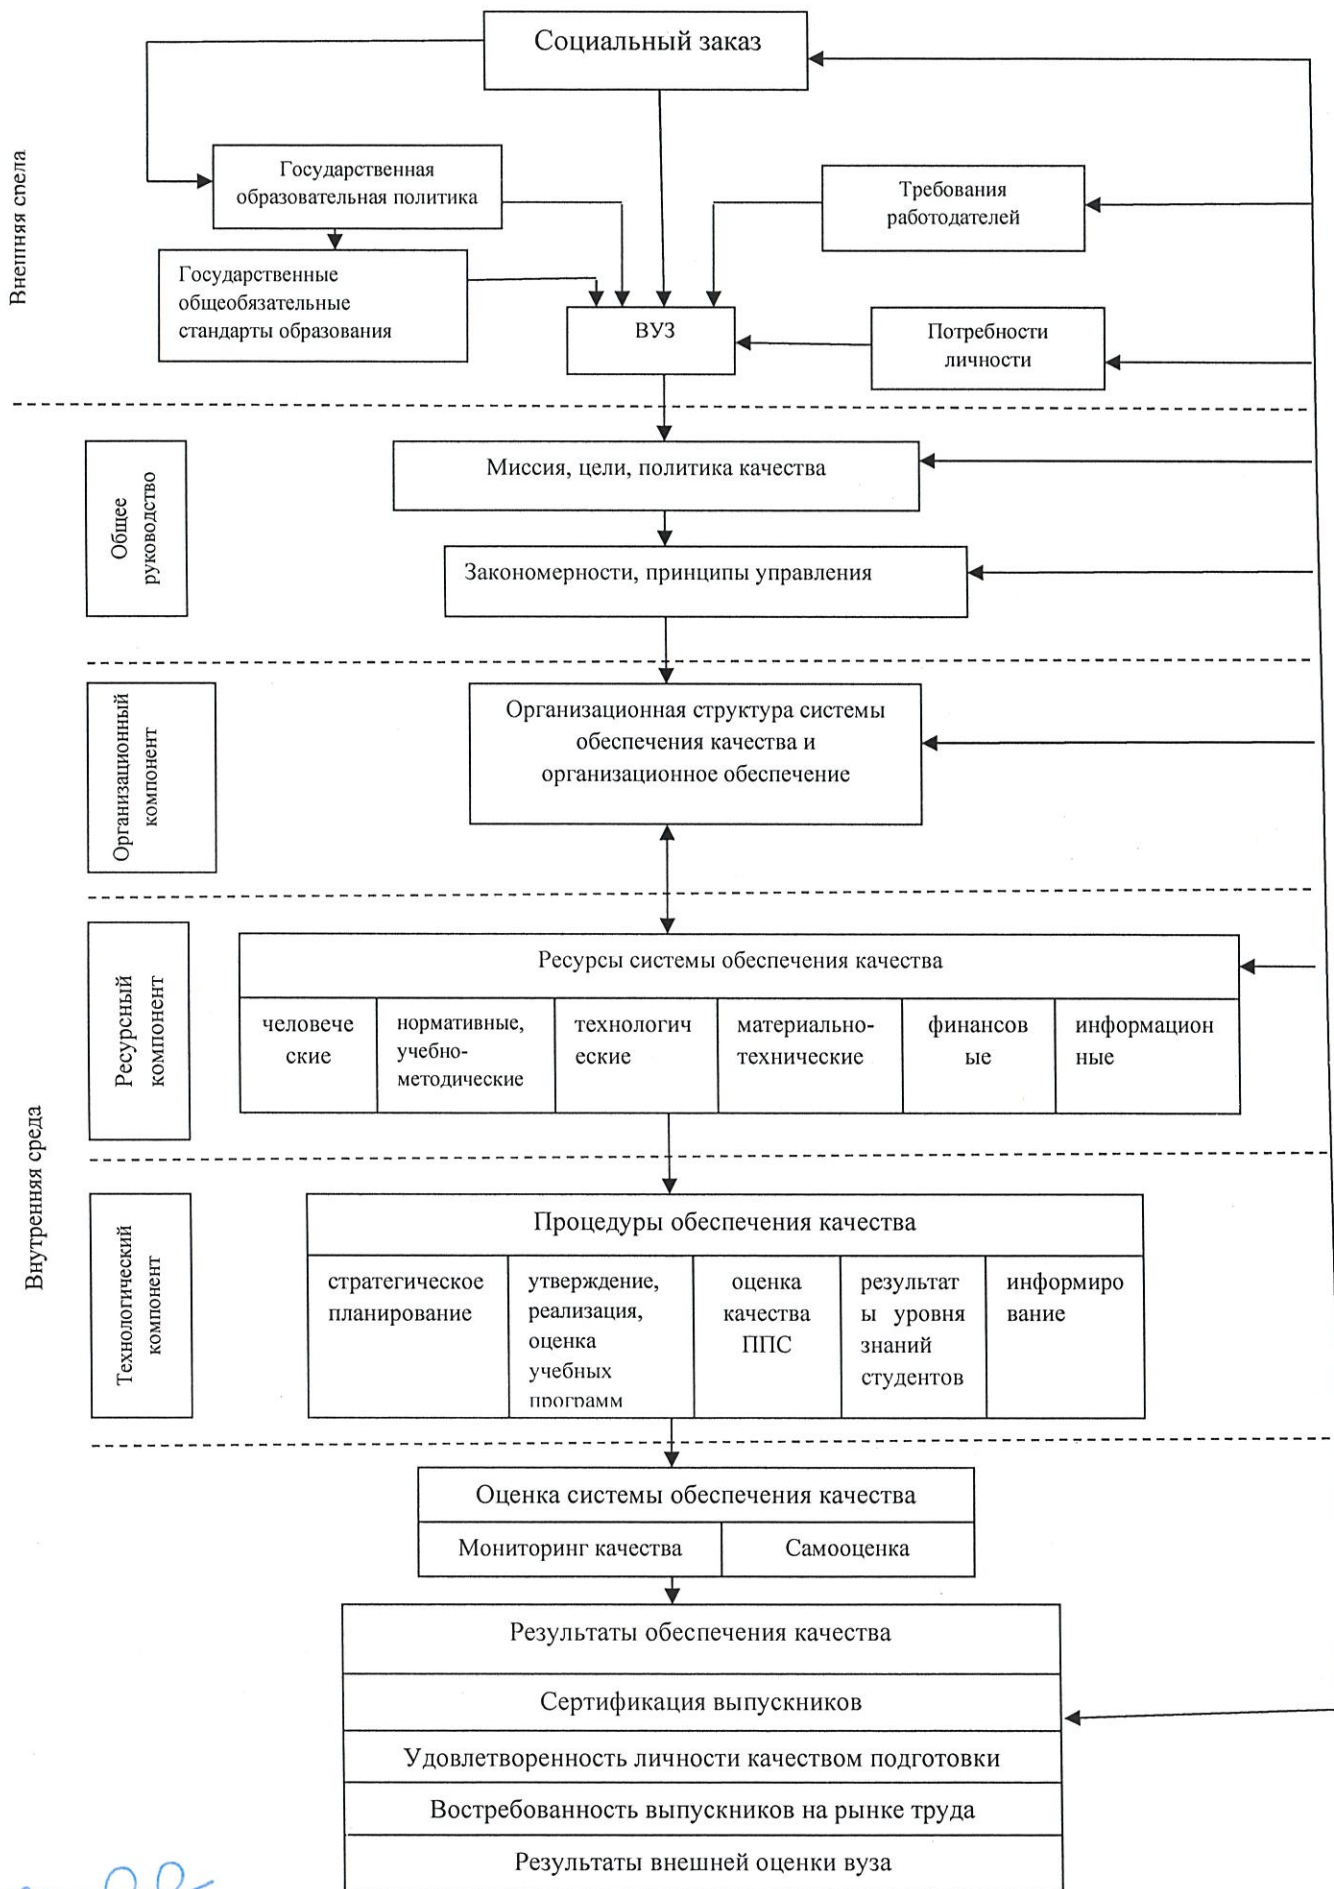 Социальный заказ
Внешняя среда
Государственная
образовательная политика
Требования
работодателей
Государственные
общеобязательные
стандарты образования
ВУЗ
Потребности
личности
Общее
руководство
Миссия, цели, политика качества
Закономерности, принципы управления
Организационный
компонент
Организационная структура системы
обеспечения качества и
организационное обеспечение
Внутренняя среда
Ресурсный
компонент
Ресурсы системы обеспечения качества
человече
ские
нормативные,
учебно-
методические
технологич
еские
материально-
технические
финансов
ые
информацион
ные
Технологический
компонент
Процедуры обеспечения качества
стратегическое
планирование
утверждение,
реализация,
оценка
учебных
программ
оценка
качества
ППС
результат
ы уровня
знаний
студентов
информиро
вание
Оценка системы обеспечения качества
Мониторинг качества
Самооценка
Результаты обеспечения качества
Сертификация выпускников
Удовлетворенность личности качеством подготовки
Востребованность выпускников на рынке труда
Результаты внешней оценки вуза